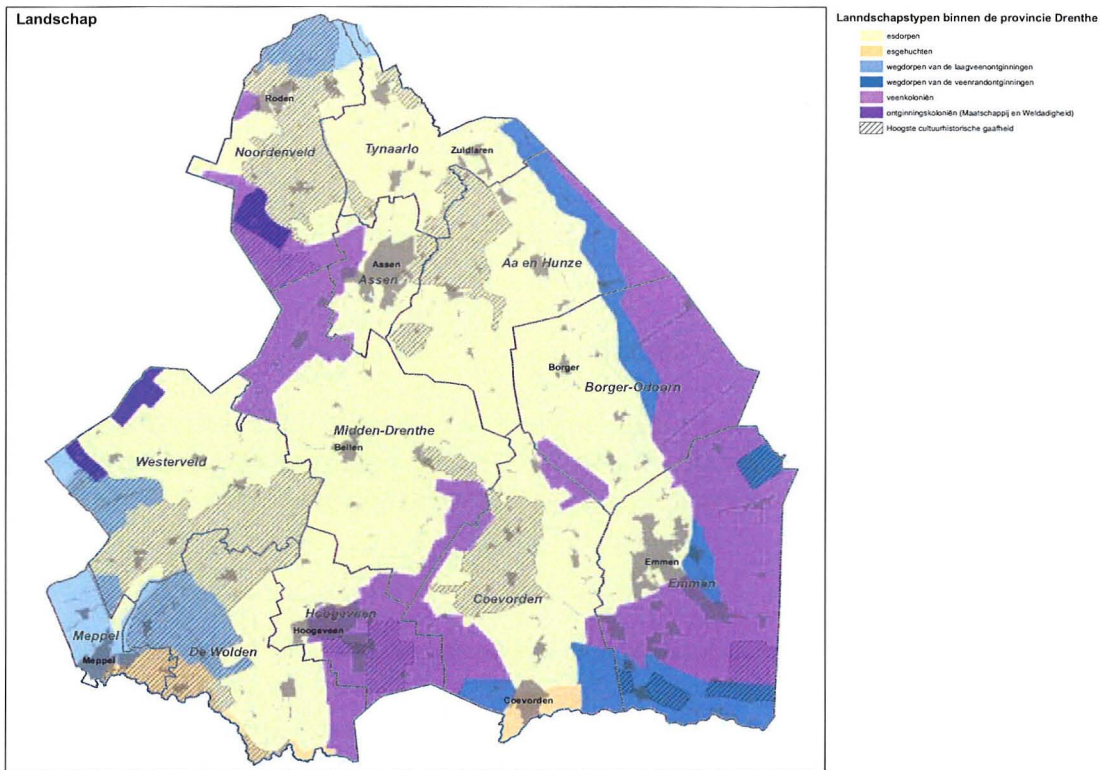 Landschap
Lanndschapstypen binnen de provincie Drenthe
esdorpen
esgehuchten
wegdorpen van de laagveenontginningen
wegdorpen van de veenrandontginningen
veenkoloniën
ontginningskoloniën (Maatschappij en Weldadigheid)
Hoogste cultuurhistorische gaafheid
Roden
Noordenveld
Tynaarlo
Zuidlaren
Assen
Assen
Aa en Hunze
Borger
Borger-Odoorn
Midden-Drenthe
Beilen
Westerveld
Emmen
Emmen
Coevorden
Hoogeveen
Hoogeveen
Meppel
De Wolden
Meppel
Coevorden